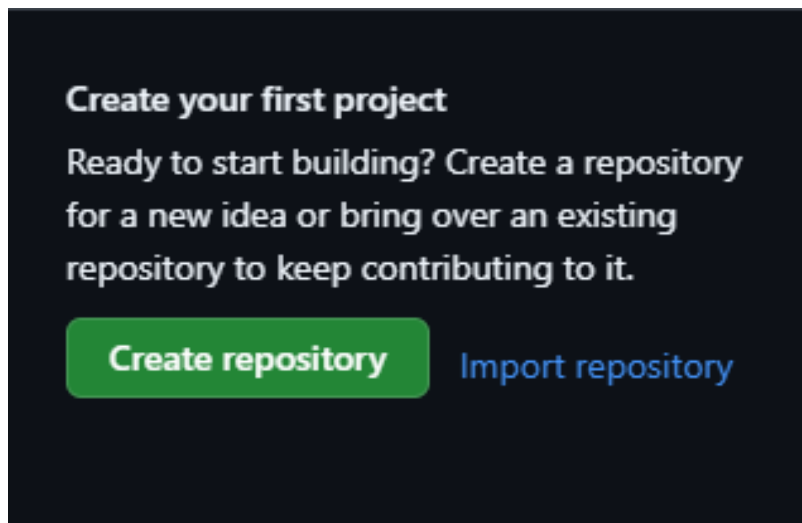 Create your first project
Ready to start building? Create a repository
for a new idea or bring over an existing
repository to keep contributing to it.
Create repository
Import repository